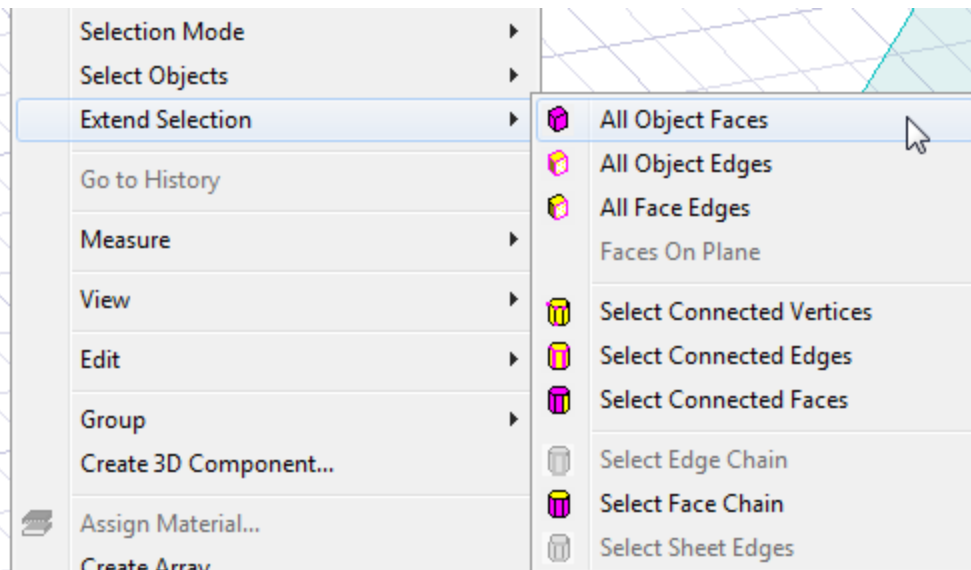 Selection Mode
Select Objects
Extend Selection
Go to History
Measure
View
Edit
Group
Create 3D Component...
Assign Material...
Create Array
All Object Faces
All Object Edges
All Face Edges
Faces On Plane
Select Connected Vertices
Select Connected Edges
Select Connected Faces
Select Edge Chain
Select Face Chain
Select Sheet Edges